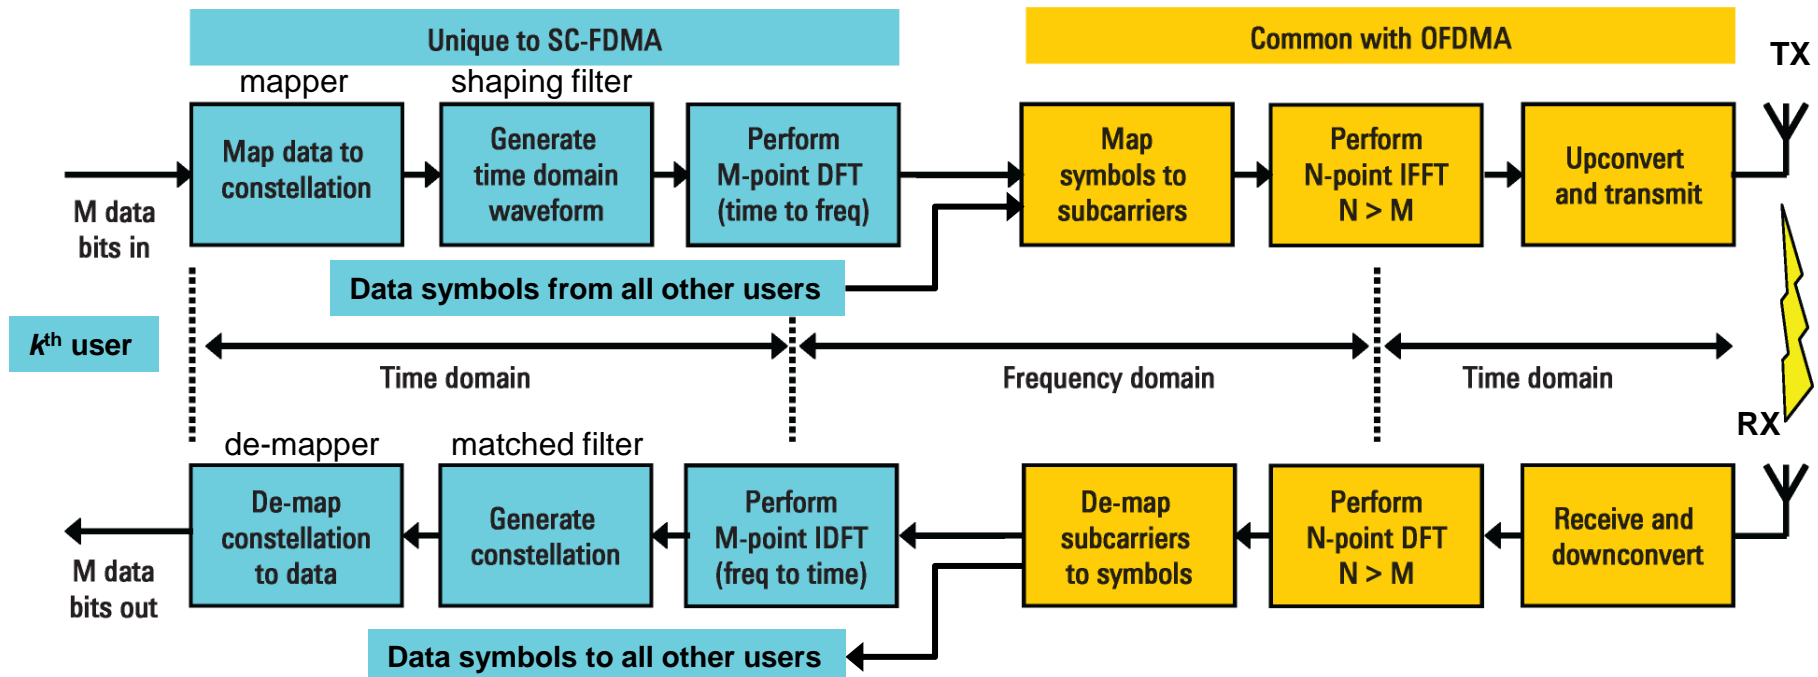 Unique to SC-FDMA
Common with OFDMA
TX
mapper
shaping filter
Map data to
constellation
Generate
time domain
waveform
Perform
M-point DFT
(time to freq)
Map
symbols to
subcarriers
Perform
N-point IFFT
N > M
Upconvert
and transmit
M data
bits in
Data symbols from all other users
kth user
Time domain
Frequency domain
Time domain
RX
de-mapper
matched filter
De-map
constellation
to data
Generate
constellation
Perform
M-point IDFT
(freq to time)
De-map
subcarriers
to symbols
Perform
N-point DFT
N > M
Receive and
downconvert
M data
bits out
Data symbols to all other users